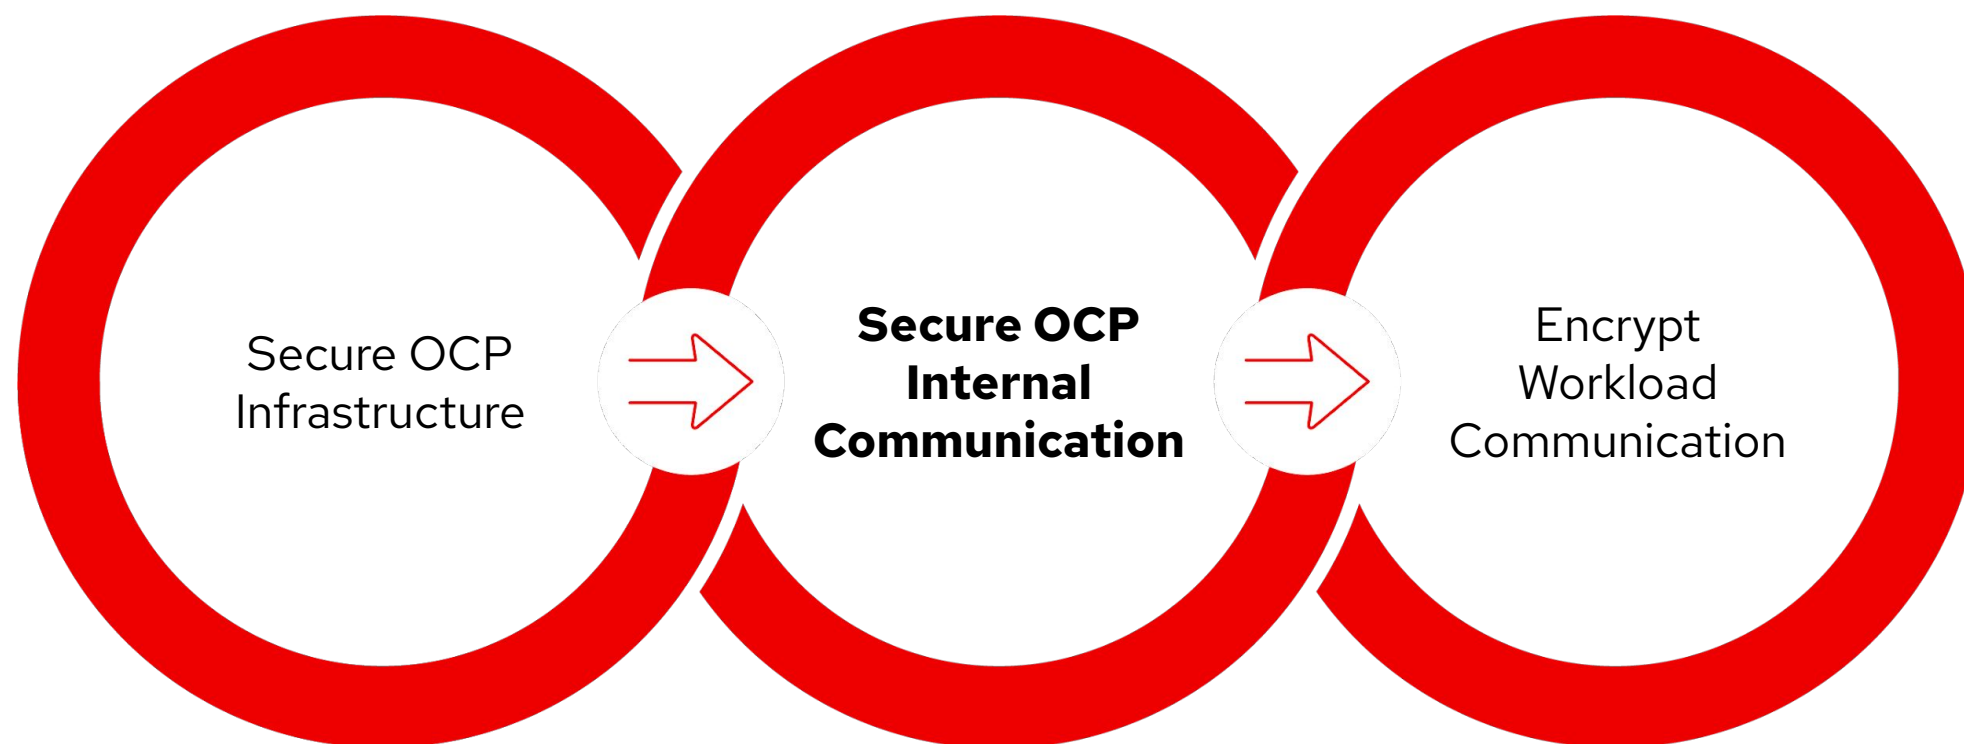 Secure OCP
Infrastructure
Secure OCP
Internal
Communication
Encrypt
Workload
Communication